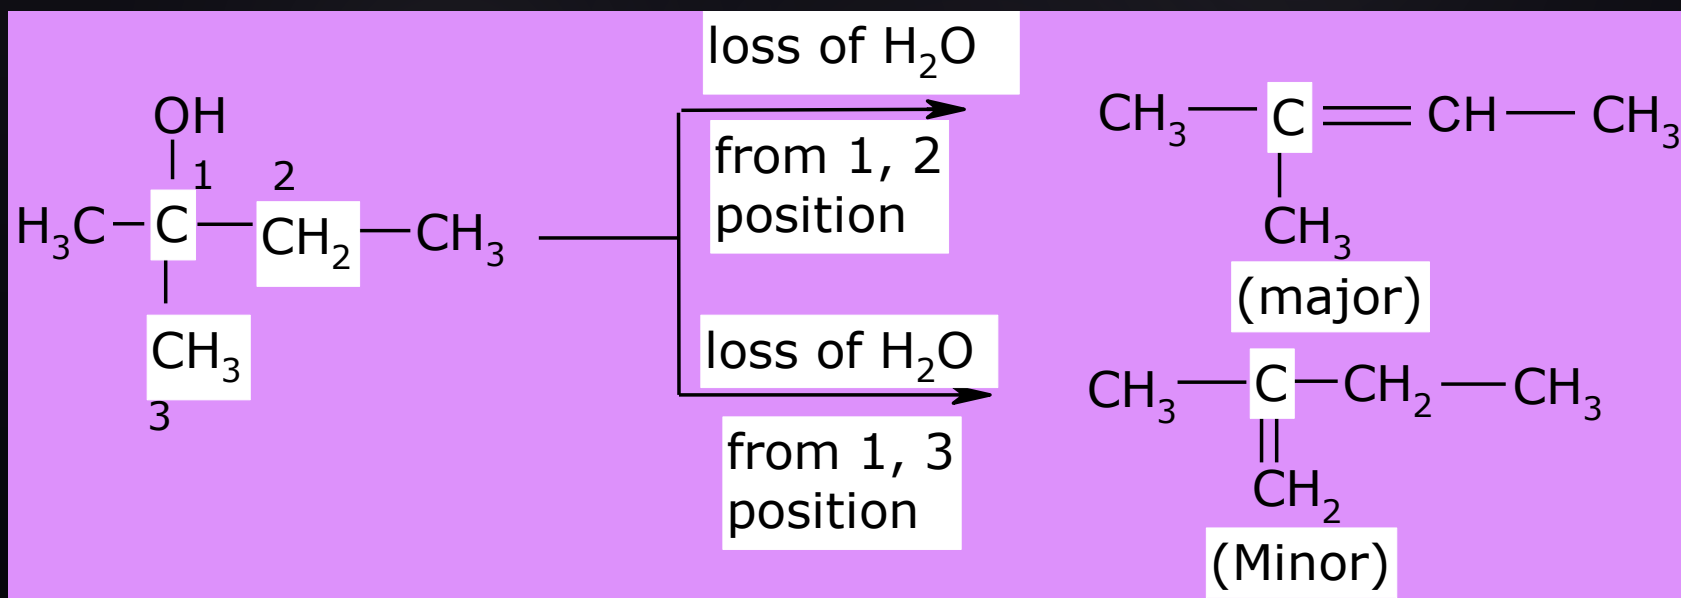 OH
1 2
H₃C C CH₂ CH₃
CH₃
3
loss of H₂O
from 1, 2
position
CH₃ C CH CH₃
CH₃
(major)
loss of H₂O
from 1, 3
position
CH₃ C CH₂ CH₃
CH₂
(Minor)